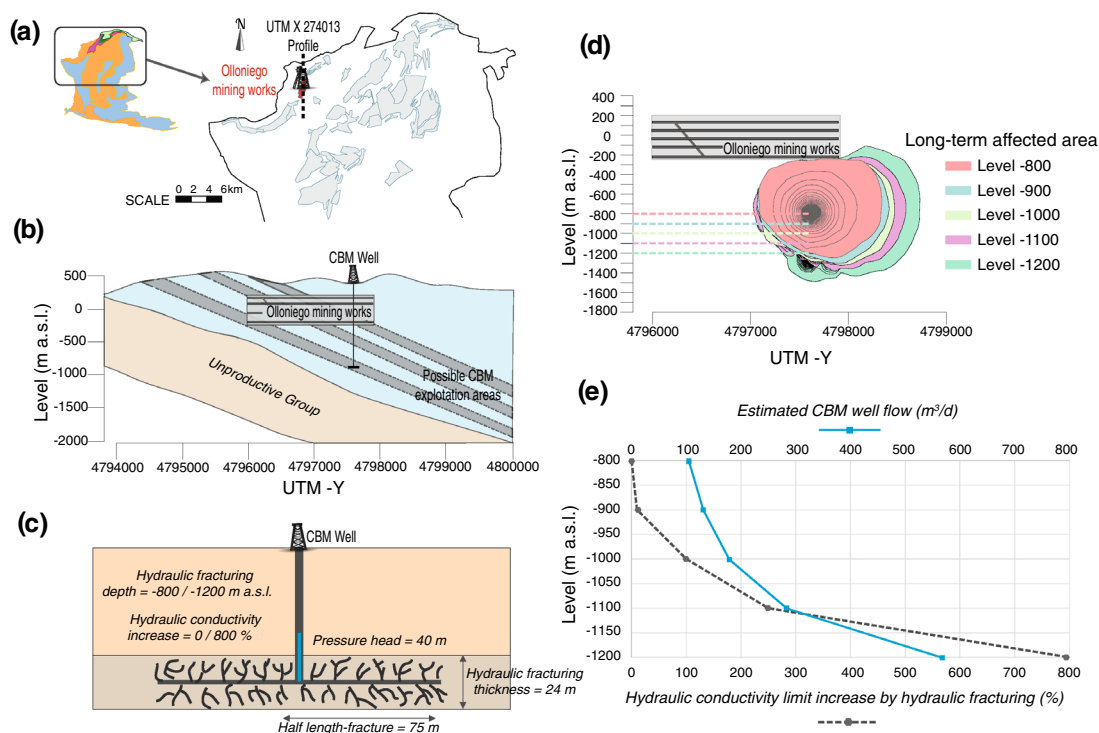 (a)
N
UTM X 274013
Profile
Olloniego
mining works
SCALE
0 2 4 6km
(b)
CBM Well
Level (m a.s.l.)
500
0
-500
-1000
-1500
-2000
Olloniego mining works
Unproductive Group
Possible CBM
explotation areas
4794000 4795000 4796000 4797000 4798000 4799000 4800000
UTM -Y
(c)
CBM Well
Hydraulic fracturing
depth = -800 / -1200 m a.s.l.
Hydraulic conductivity
increase = 0 / 800 %
Pressure head = 40 m
Hydraulic fracturing
thickness = 24 m
Half length-fracture = 75 m
(d)
Level (m a.s.l.)
400
200
0
-200
-400
-600
-800
-1000
-1200
-1400
-1600
-1800
Olloniego mining works
4796000 4797000 4798000 4799000
UTM -Y
Long-term affected area
Level -800
Level -900
Level -1000
Level -1100
Level -1200
(e)
Estimated CBM well flow (m³/d)
0 100 200 300 400 500 600 700 800
Level (m a.s.l.)
-800
-850
-900
-950
-1000
-1050
-1100
-1150
-1200
0 100 200 300 400 500 600 700 800
Hydraulic conductivity limit increase by hydraulic fracturing (%)